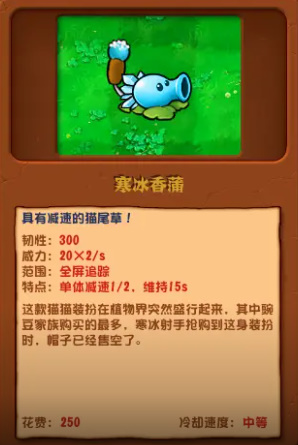 寒冰香蒲
具有减速的猫尾草！
韧性：300
威力：20×2/s
范围：全屏追踪
特点：单体减速1/2，维持15s
这款猫猫装扮在植物界突然盛行起来，其中豌
豆家族购买的最多，寒冰射手抢购到这身装扮
时，帽子已经售空了。
花费：250 冷却速度：中等